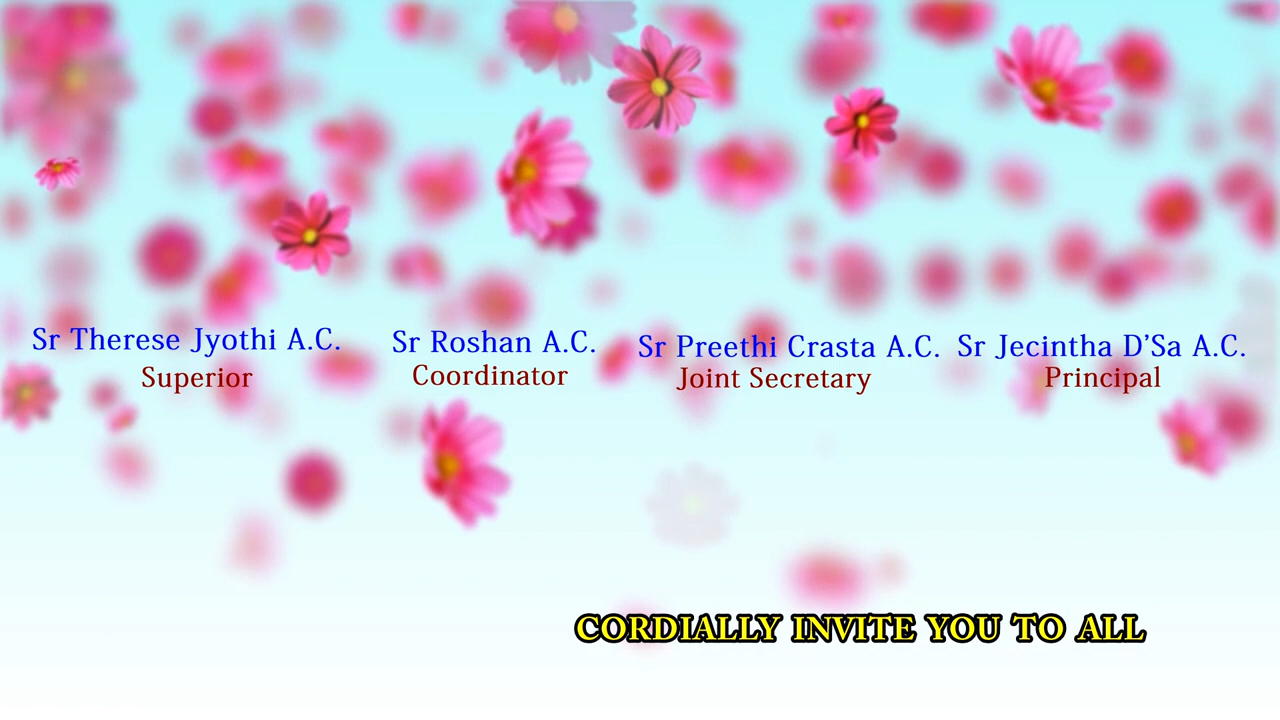 Sr Therese Jyothi A.C.
Superior
Sr Roshan A.C.
Coordinator
Sr Preethi Crasta A.C.
Joint Secretary
Sr Jecintha D’Sa A.C.
Principal
CORDIALLY INVITE YOU TO ALL